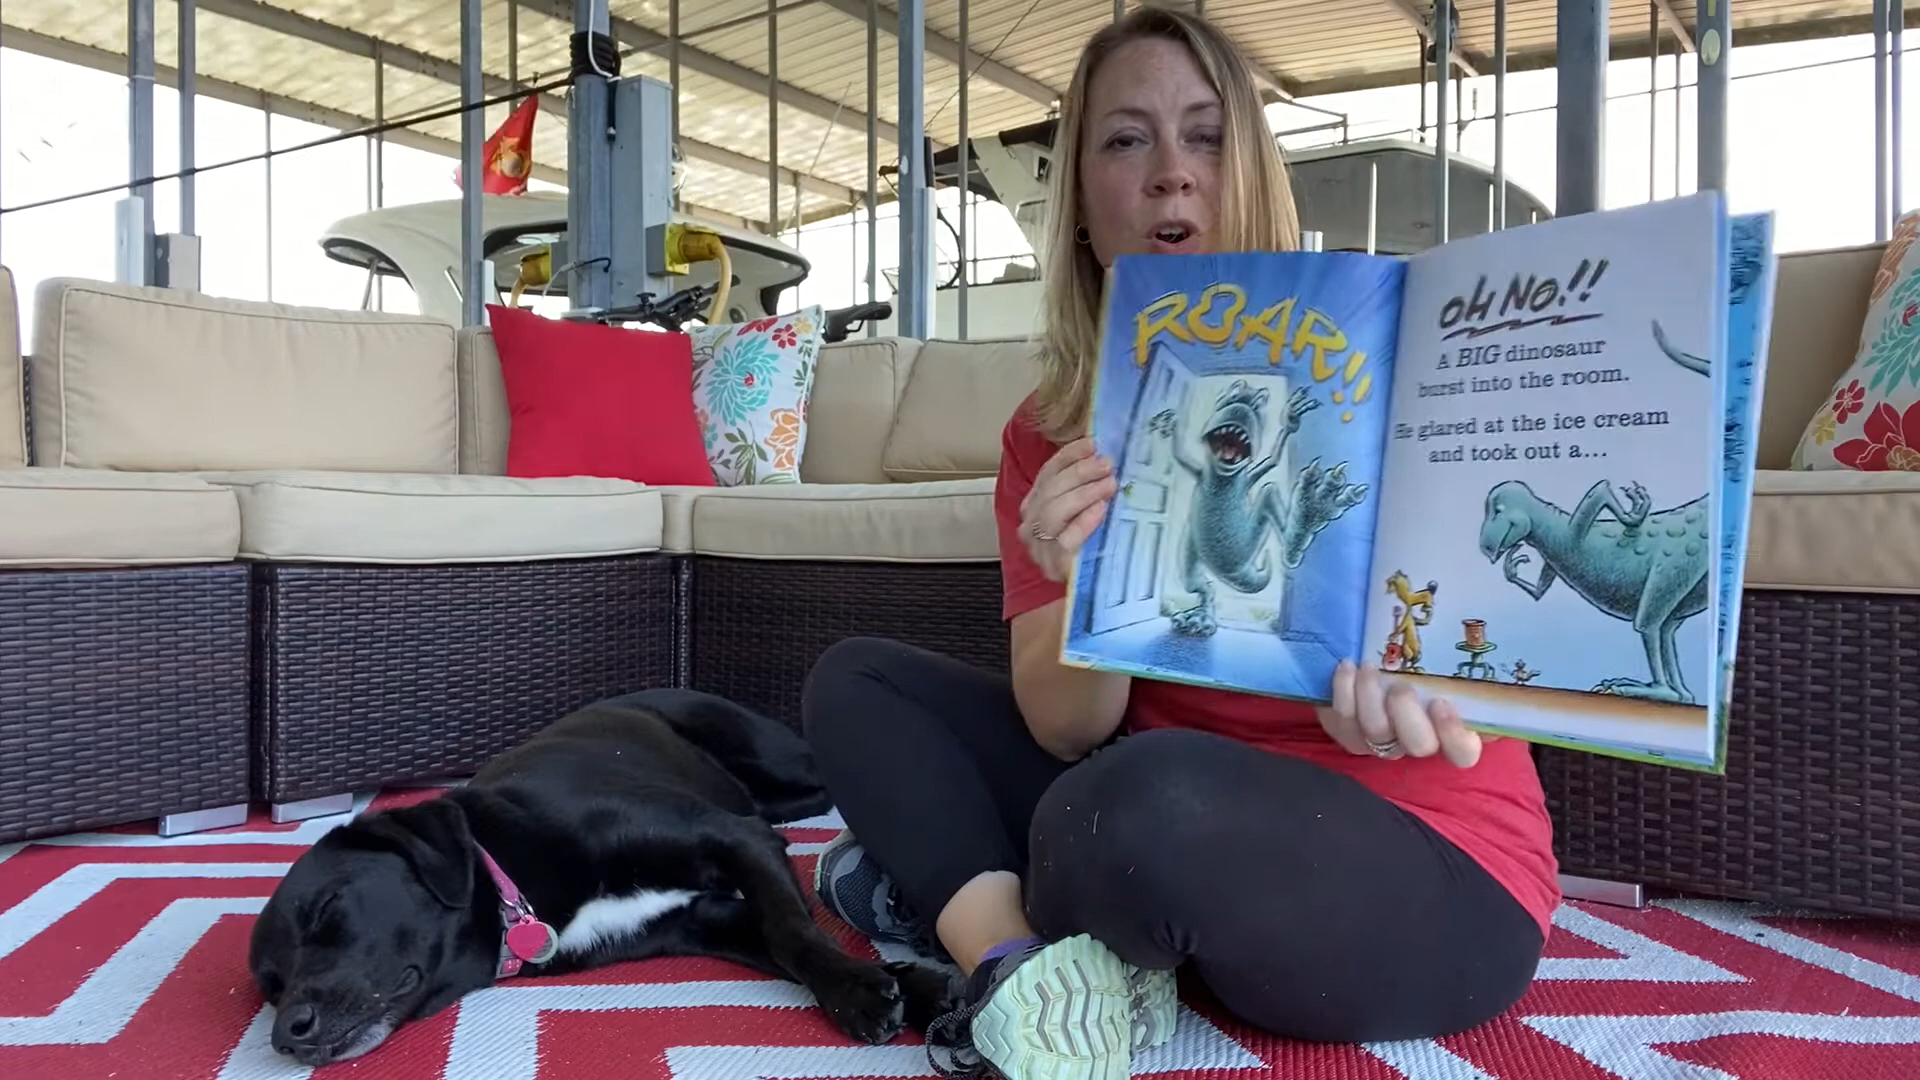 ROAR!!
OH NO!!
A BIG dinosaur
burst into the room.
He glared at the ice cream
and took out a...